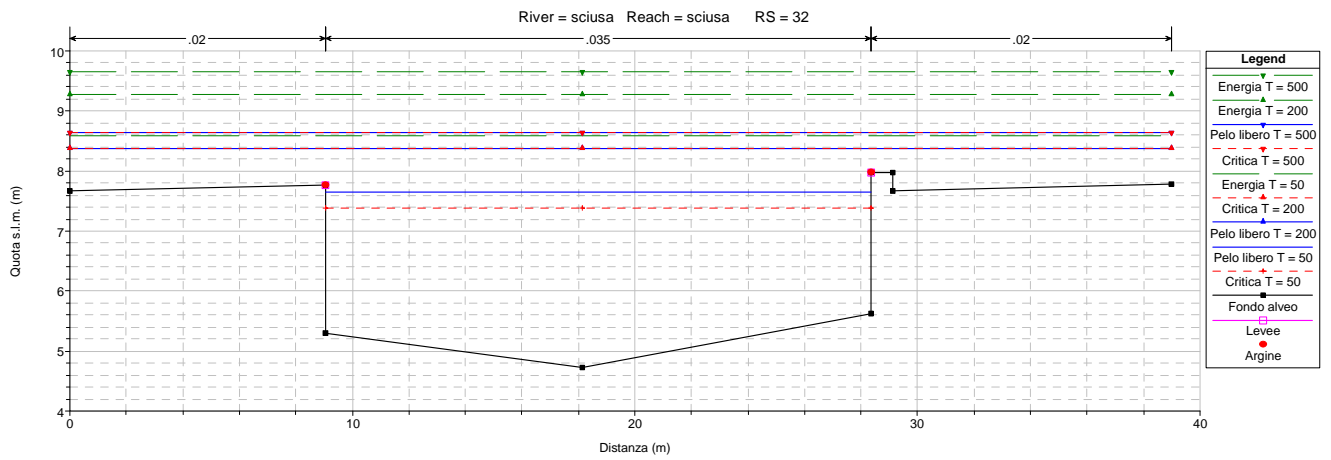 River = sciusa Reach = sciusa RS = 32
.02
.035
.02
10
9
8
7
6
5
4
Quota s.l.m. (m)
0
10
20
30
40
Distanza (m)
Legend
Energia T = 500
Energia T = 200
Pelo libero T = 500
Critica T = 500
Energia T = 50
Critica T = 200
Pelo libero T = 200
Pelo libero T = 50
Critica T = 50
Fondo alveo
Levee
Argine